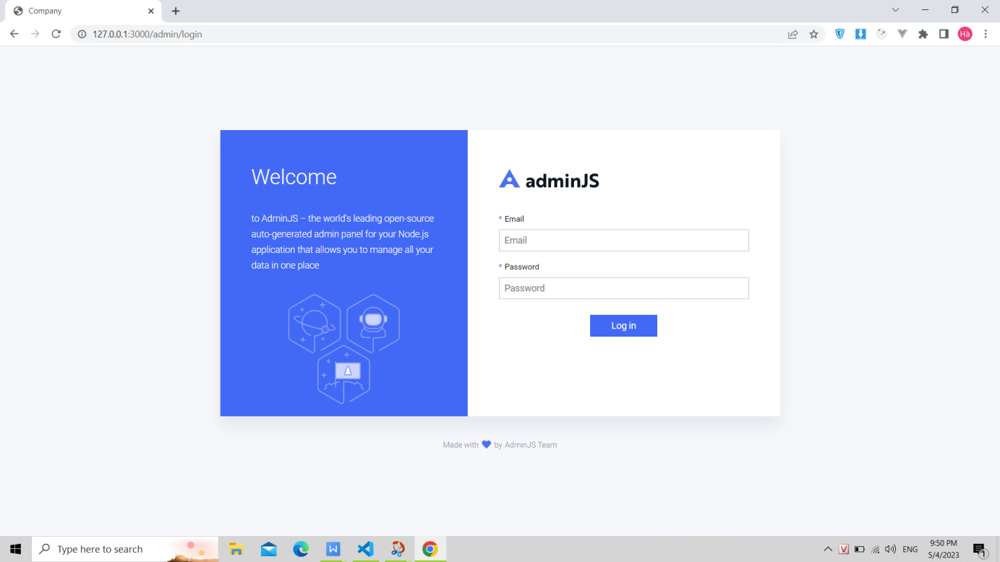 Company
127.0.0.1:3000/admin/login
Hà
Welcome
to AdminJS – the world's leading open-source
auto-generated admin panel for your Node.js
application that allows you to manage all your
data in one place
adminJS
* Email
Email
* Password
Password
Log in
Made with by AdminJS Team
Type here to search
W
V
ENG
9:50 PM
5/4/2023
1